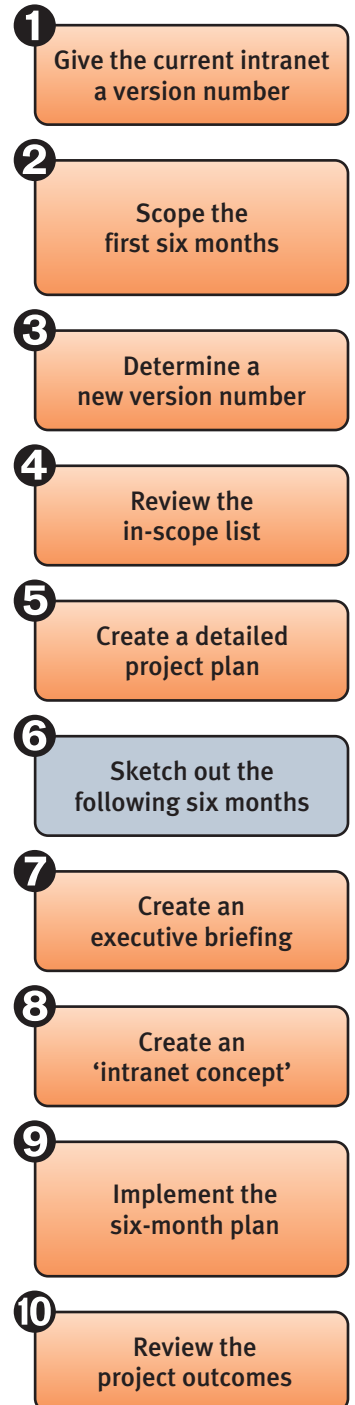 1
Give the current intranet
a version number
2
Scope the
first six months
3
Determine a
new version number
4
Review the
in-scope list
5
Create a detailed
project plan
6
Sketch out the
following six months
7
Create an
executive briefing
8
Create an
‘intranet concept’
9
Implement the
six-month plan
10
Review the
project outcomes